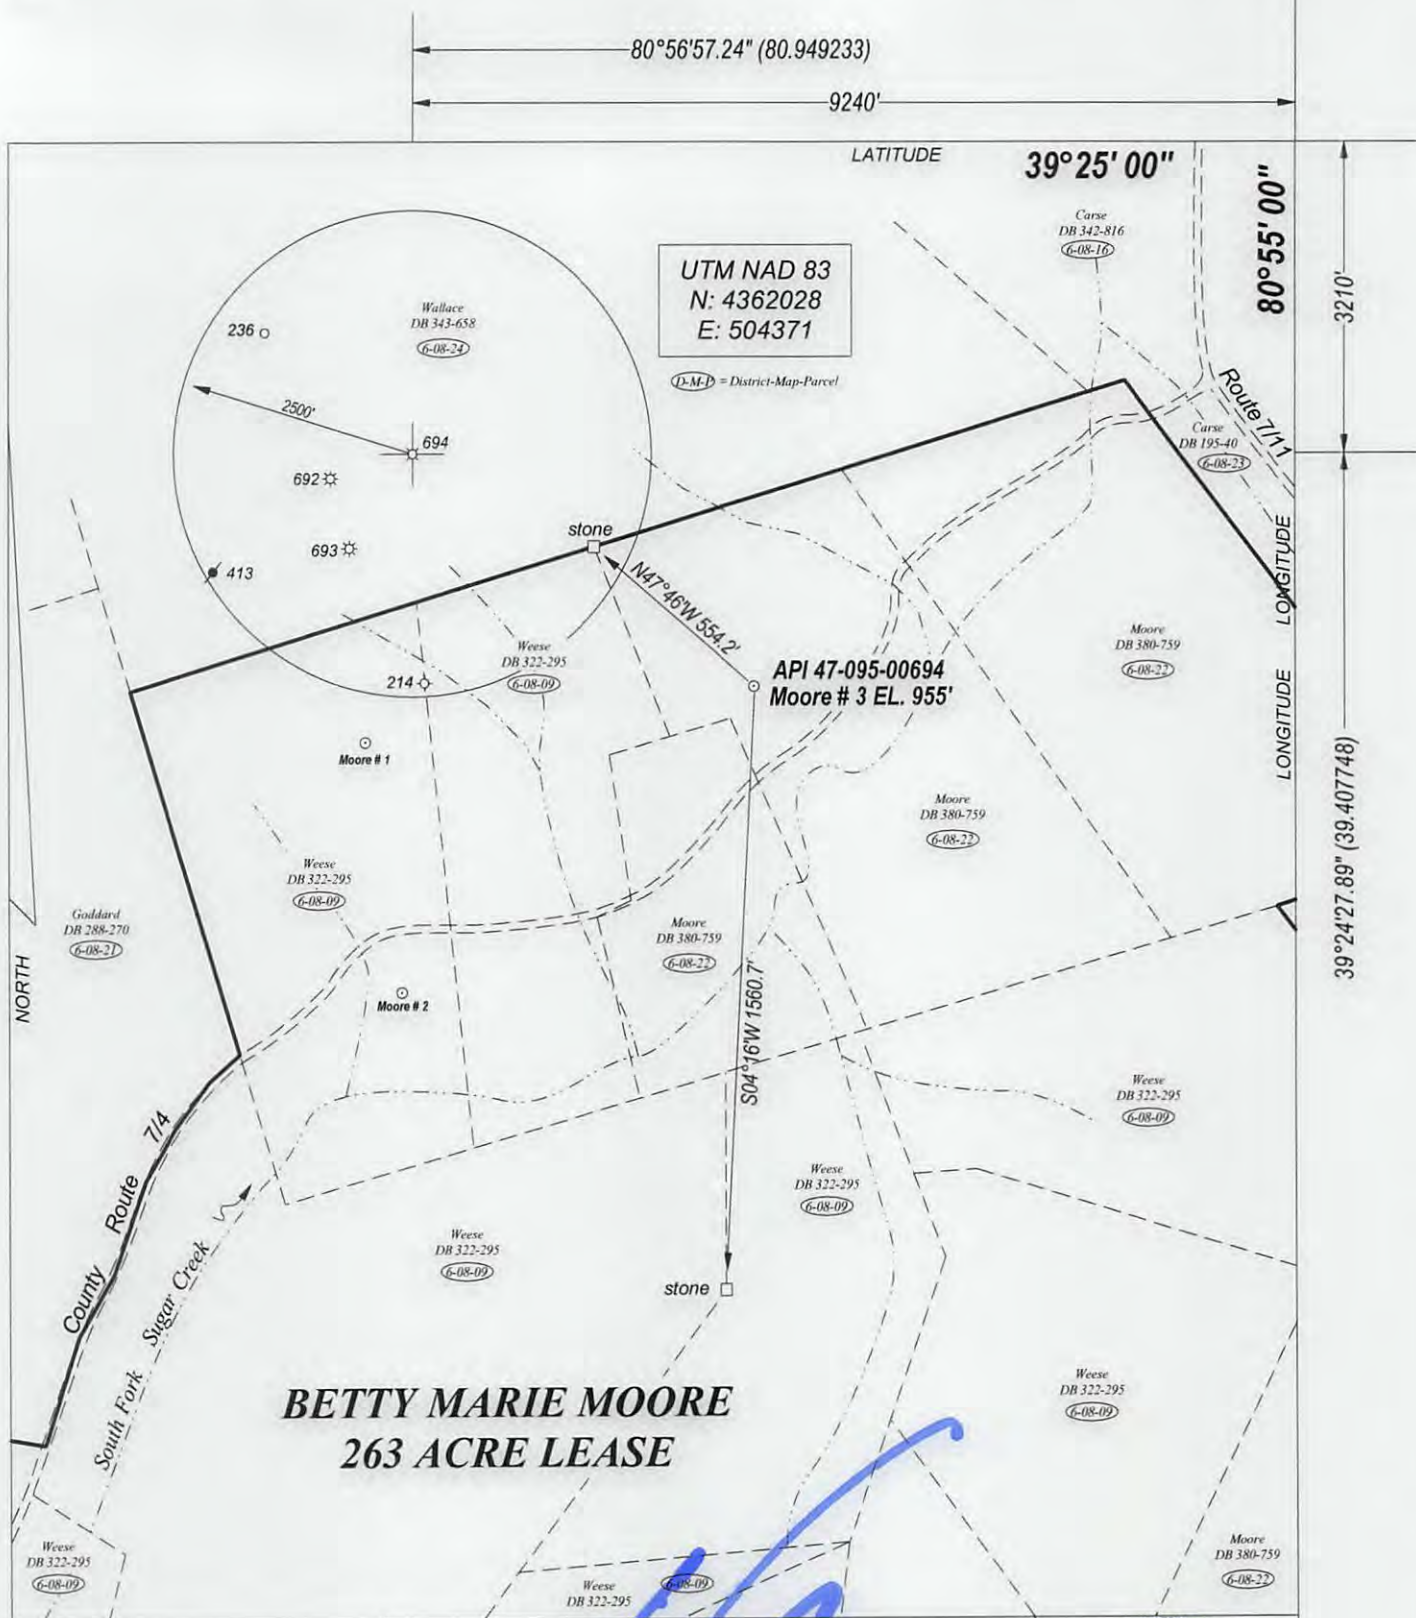 80°56'57.24" (80.949233)
9240'
LATITUDE
39°25' 00"
80°55' 00"
3210'
Carse
DB 342-816
6-08-16
UTM NAD 83
N: 4362028
E: 504371
D-M-P = District-Map-Parcel
Wallace
DB 343-658
6-08-24
236
2500'
694
692
693
413
stone
Route 7/11
Carse
DB 195-40
6-08-23
LONGITUDE
LONGITUDE
39°24'27.89" (39.407748)
N47°46'W 554.2'
Weese
DB 322-295
6-08-09
214
API 47-095-00694
Moore # 3 EL. 955'
Moore
DB 380-759
6-08-22
Moore # 1
Moore
DB 380-759
6-08-22
Weese
DB 322-295
6-08-09
Goddard
DB 288-270
6-08-21
NORTH
Moore
DB 380-759
6-08-22
Moore # 2
S04°16'W 1560.7'
Weese
DB 322-295
6-08-09
County Route 7/4
Weese
DB 322-295
6-08-09
Weese
DB 322-295
6-08-09
South Fork Sugar Creek
stone
BETTY MARIE MOORE
263 ACRE LEASE
Weese
DB 322-295
6-08-09
Weese
DB 322-295
6-08-09
Weese
DB 322-295
6-08-09
Moore
DB 380-759
6-08-22